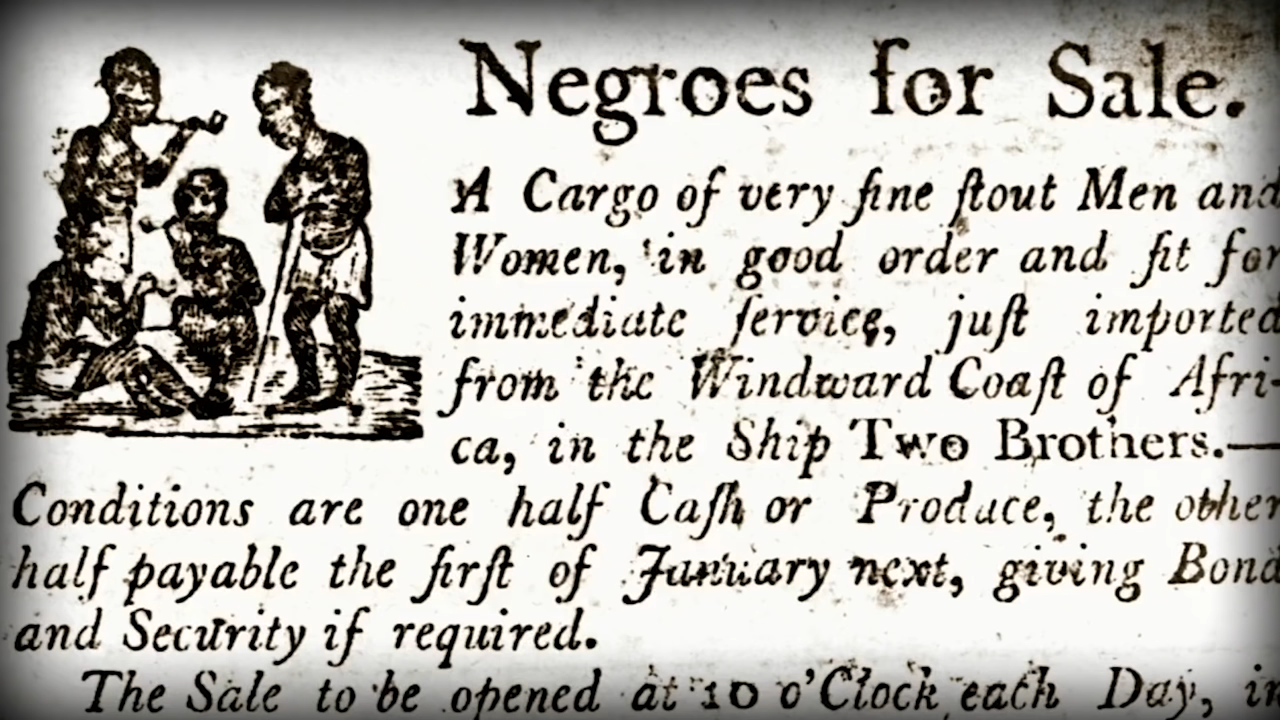 Negroes for Sale.
A Cargo of very fine ſtout Men and
Women, in good order and fit for
immediate ſervice, juſt imported
from the Windward Coaſt of Afri-
ca, in the Ship Two Brothers.—
Conditions are one half Caſh or Produce, the other
half payable the firſt of January next, giving Bond
and Security if required.
The Sale to be opened at 10 o'Clock each Day, in